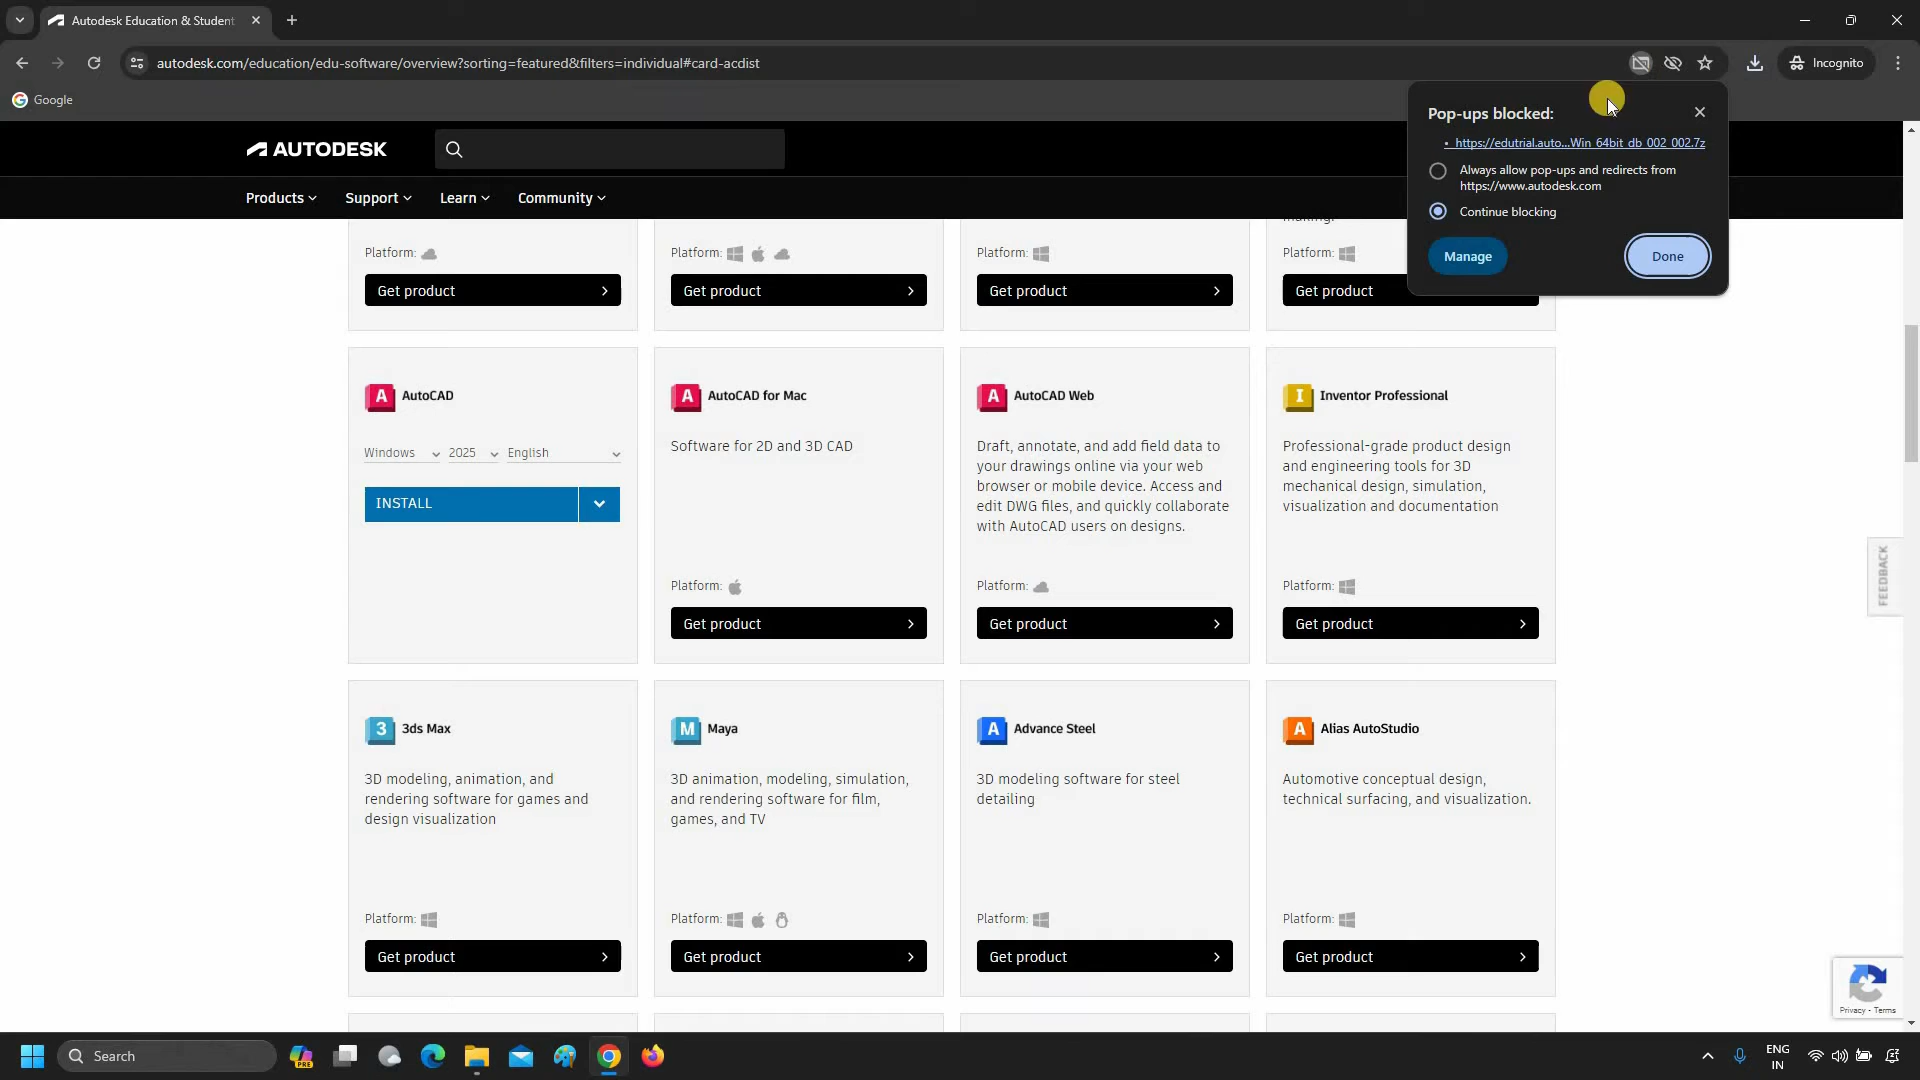 Autodesk Education & Student
autodesk.com/education/edu-software/overview?sorting=featured&filters=individual#card-acdist
Incognito
Google
Pop-ups blocked:
• https://edutrial.auto...Win_64bit_db_002_002.7z
Always allow pop-ups and redirects from
https://www.autodesk.com
Continue blocking
Manage
Done
AUTODESK
Products
Support
Learn
Community
Platform:
Platform:
Platform:
Platform:
Get product
Get product
Get product
Get product
A AutoCAD
Windows
2025
English
INSTALL
A AutoCAD for Mac
Software for 2D and 3D CAD
Platform:
Get product
A AutoCAD Web
Draft, annotate, and add field data to
your drawings online via your web
browser or mobile device. Access and
edit DWG files, and quickly collaborate
with AutoCAD users on designs.
Platform:
Get product
I Inventor Professional
Professional-grade product design
and engineering tools for 3D
mechanical design, simulation,
visualization and documentation
Platform:
Get product
FEEDBACK
3 3ds Max
3D modeling, animation, and
rendering software for games and
design visualization
Platform:
Get product
M Maya
3D animation, modeling, simulation,
and rendering software for film,
games, and TV
Platform:
Get product
A Advance Steel
3D modeling software for steel
detailing
Platform:
Get product
A Alias AutoStudio
Automotive conceptual design,
technical surfacing, and visualization.
Platform:
Get product
Privacy - Terms
Search
PRE
ENG
IN